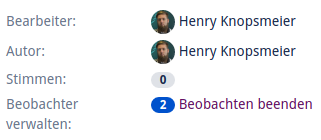 Bearbeiter: Henry Knopsmeier
Autor: Henry Knopsmeier
Stimmen: 0
Beobachter verwalten: 2 Beobachten beenden